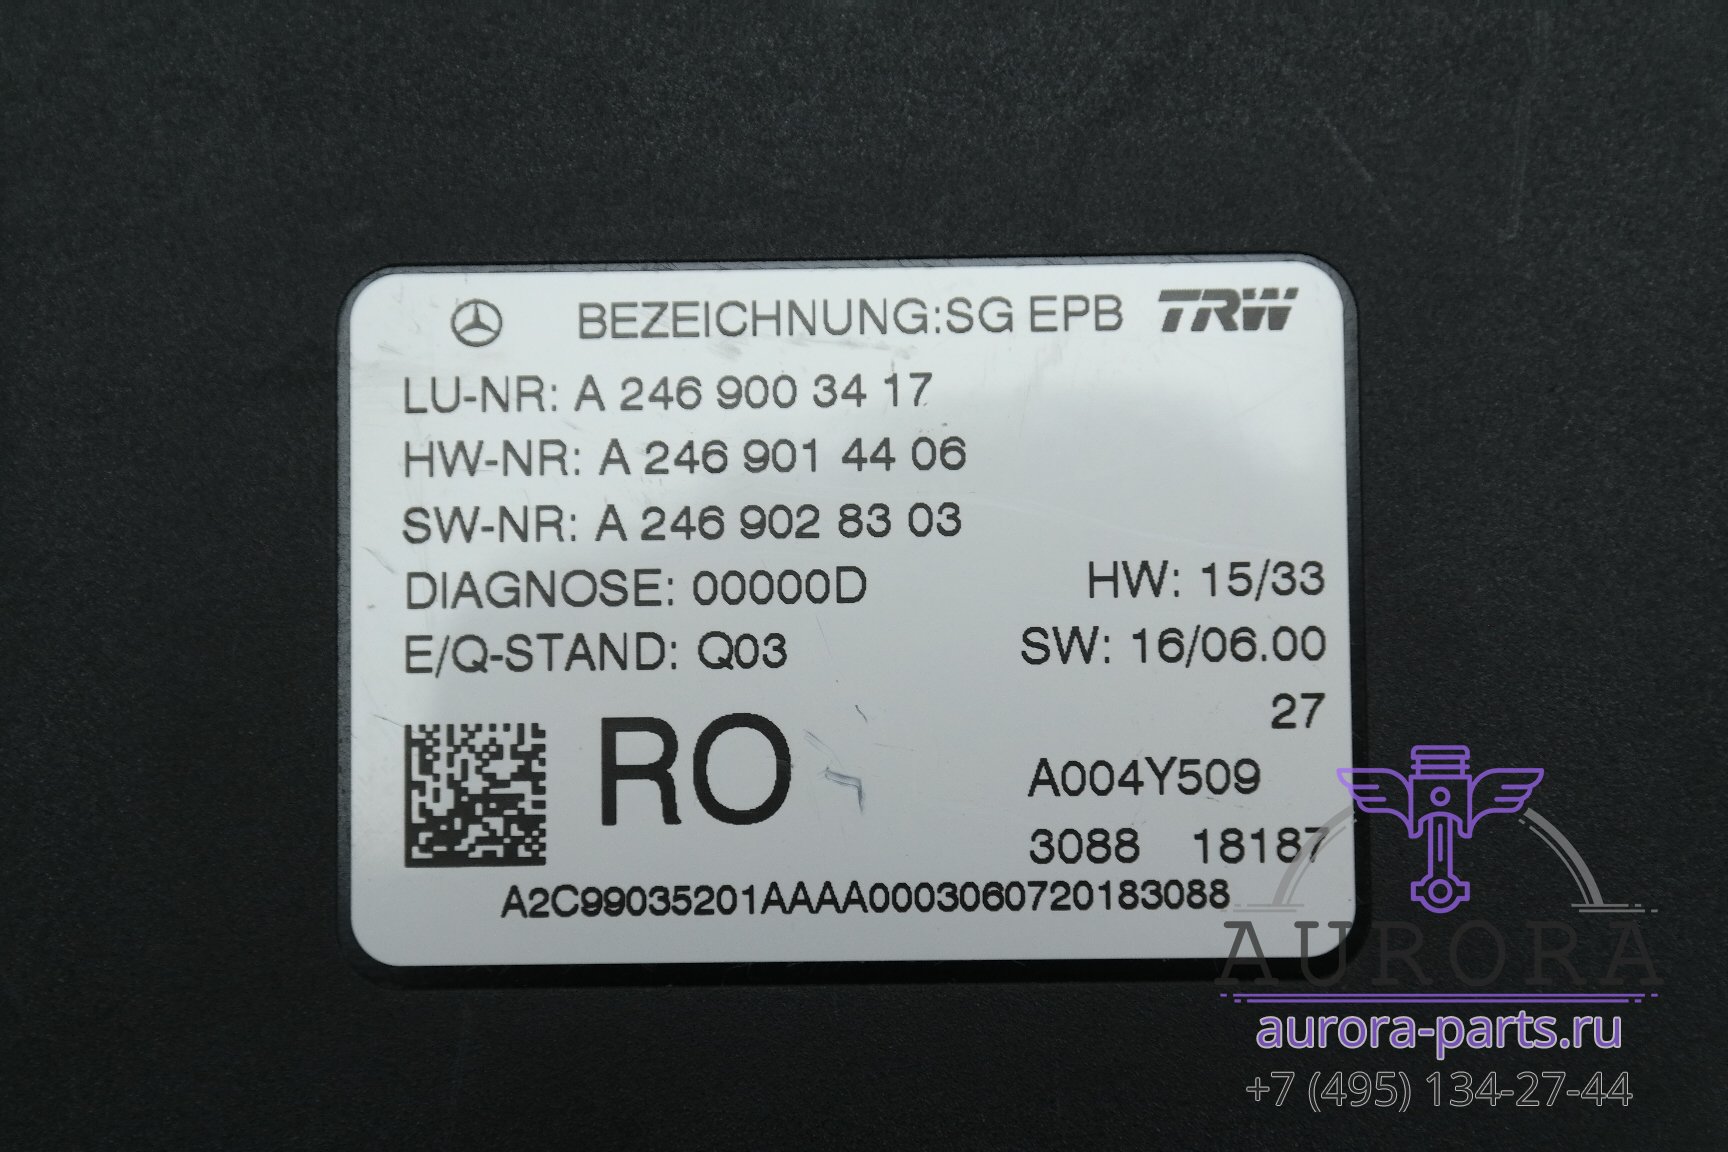 BEZEICHNUNG:SG EPB TRW
LU-NR: A 246 900 34 17
HW-NR: A 246 901 44 06
SW-NR: A 246 902 83 03
DIAGNOSE: 00000D HW: 15/33
E/Q-STAND: Q03 SW: 16/06.00
27
RO A004Y509
3088 18187
A2C99035201AAAA0003060720183088
AURORA
aurora-parts.ru
+7 (495) 134-27-44